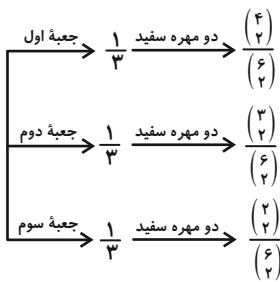 جعبهٔ اول ۱/۳ دو مهره سفید (۴ ۲)/(۶ ۲)
جعبهٔ دوم ۱/۳ دو مهره سفید (۳ ۲)/(۶ ۲)
جعبهٔ سوم ۱/۳ دو مهره سفید (۲ ۲)/(۶ ۲)